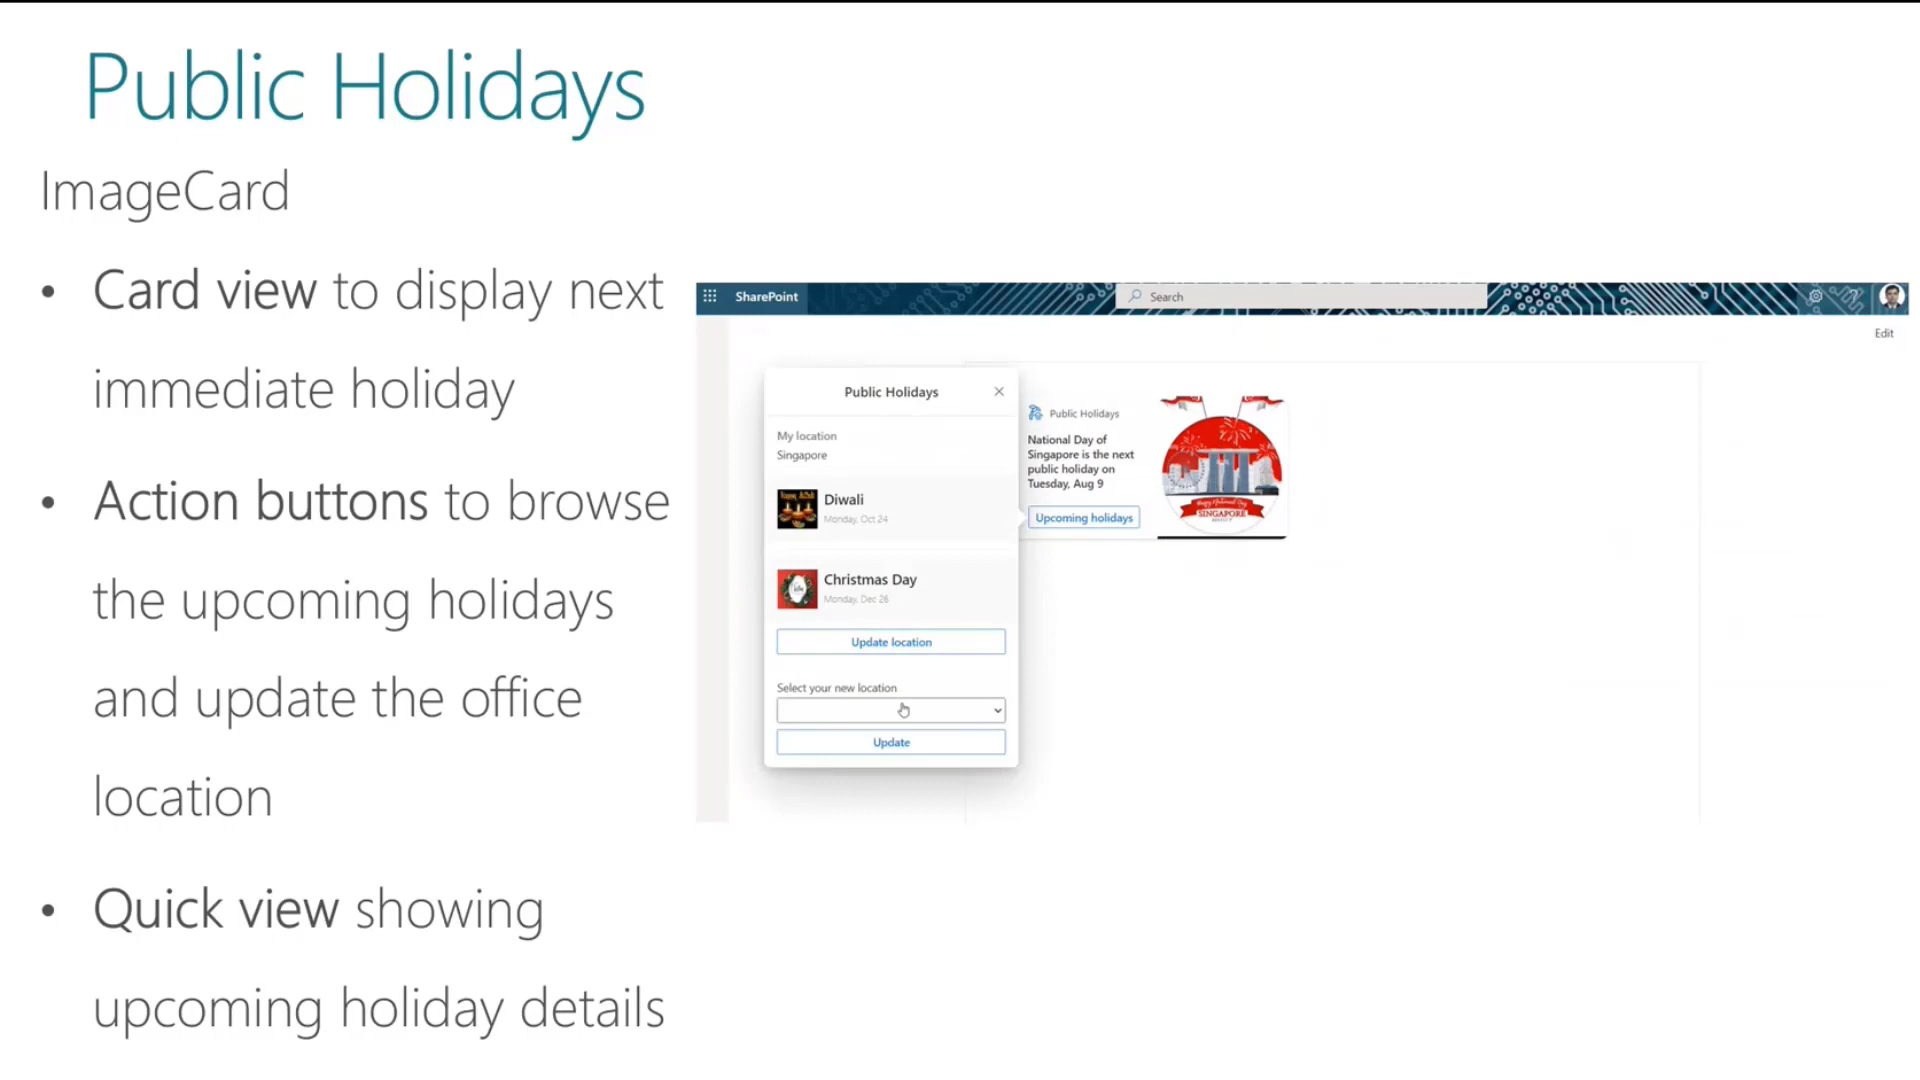 Public Holidays
ImageCard
• Card view to display next
immediate holiday
• Action buttons to browse
the upcoming holidays
and update the office
location
• Quick view showing
upcoming holiday details
SharePoint
Search
Edit
Public Holidays
My location
Singapore
Diwali
Monday, Oct 24
Christmas Day
Monday, Dec 26
Update location
Select your new location
Update
Public Holidays
National Day of
Singapore is the next
public holiday on
Tuesday, Aug 9
Upcoming holidays
Happy National Day
SINGAPORE